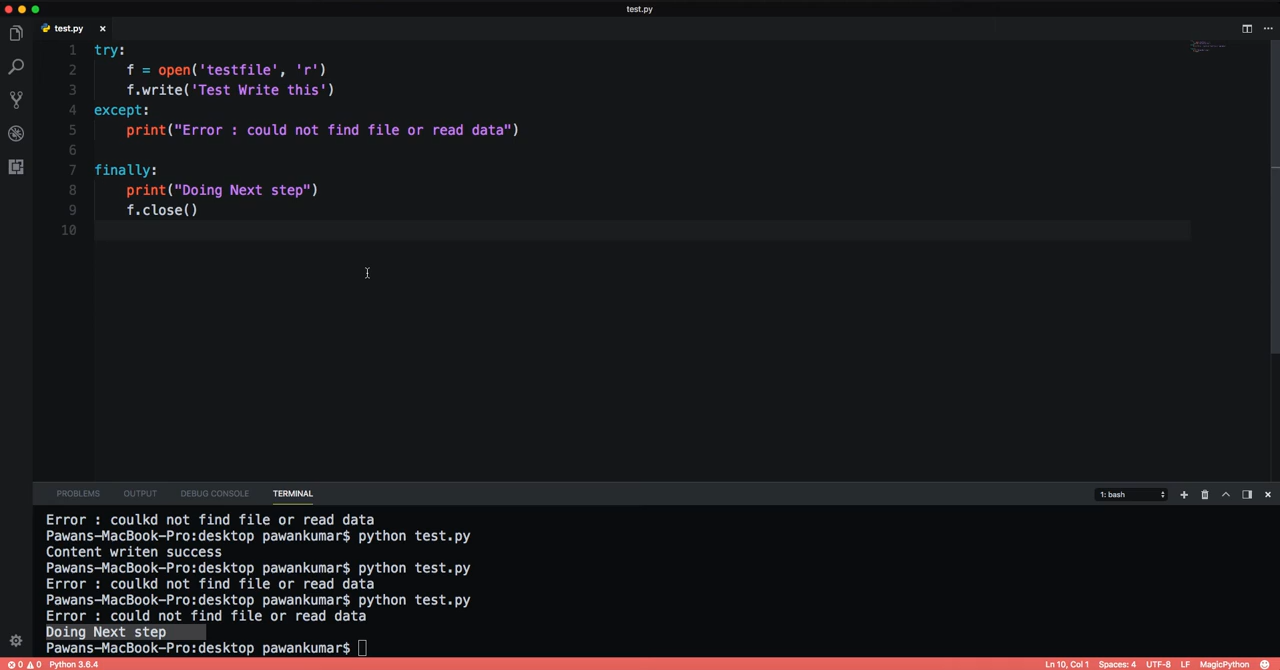 test.py
test.py
1 try:
2 f = open('testfile', 'r')
3 f.write('Test Write this')
4 except:
5 print("Error : could not find file or read data")
6
7 finally:
8 print("Doing Next step")
9 f.close()
10
PROBLEMS OUTPUT DEBUG CONSOLE TERMINAL 1: bash
Error : coulkd not find file or read data
Pawans-MacBook-Pro:desktop pawankumar$ python test.py
Content writen success
Pawans-MacBook-Pro:desktop pawankumar$ python test.py
Error : coulkd not find file or read data
Pawans-MacBook-Pro:desktop pawankumar$ python test.py
Error : could not find file or read data
Doing Next step
Pawans-MacBook-Pro:desktop pawankumar$
0 0 Python 3.6.4 Ln 10, Col 1 Spaces: 4 UTF-8 LF MagicPython